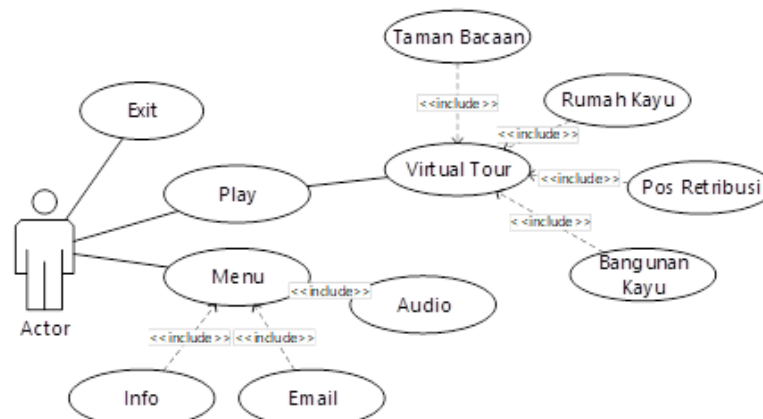 Taman Bacaan
<<include>>
Rumah Kayu
<<include>>
Exit
Virtual Tour
<<include>>
Pos Retribusi
Play
<<include>>
Bangunan
Kayu
Menu
<<include>>
Audio
Actor
<<include>>
<<include>>
Info
Email